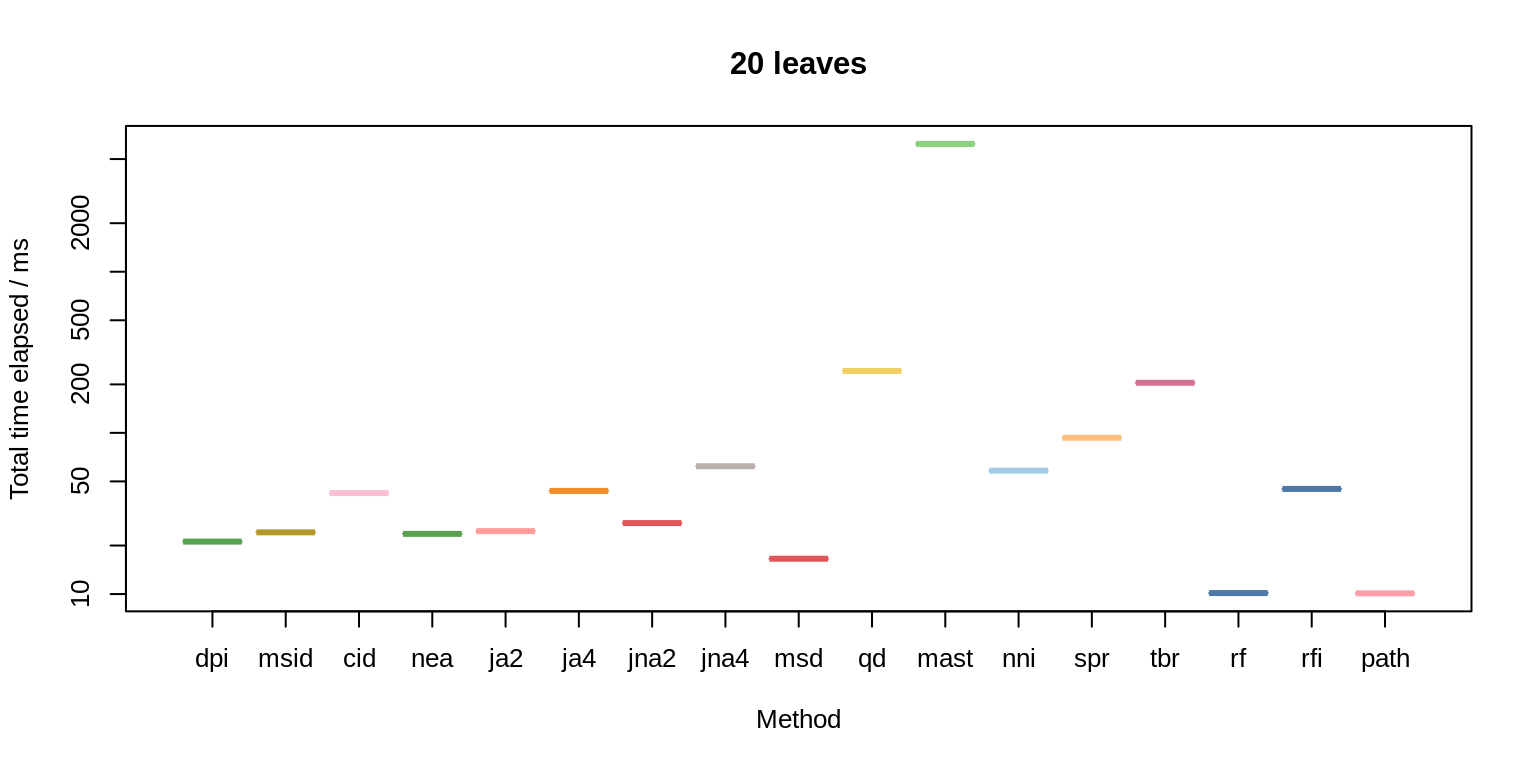 20 leaves
Total time elapsed / ms
2000
500
200
50
10
dpi msid cid nea ja2 ja4 jna2 jna4 msd qd mast nni spr tbr rf rfi path
Method